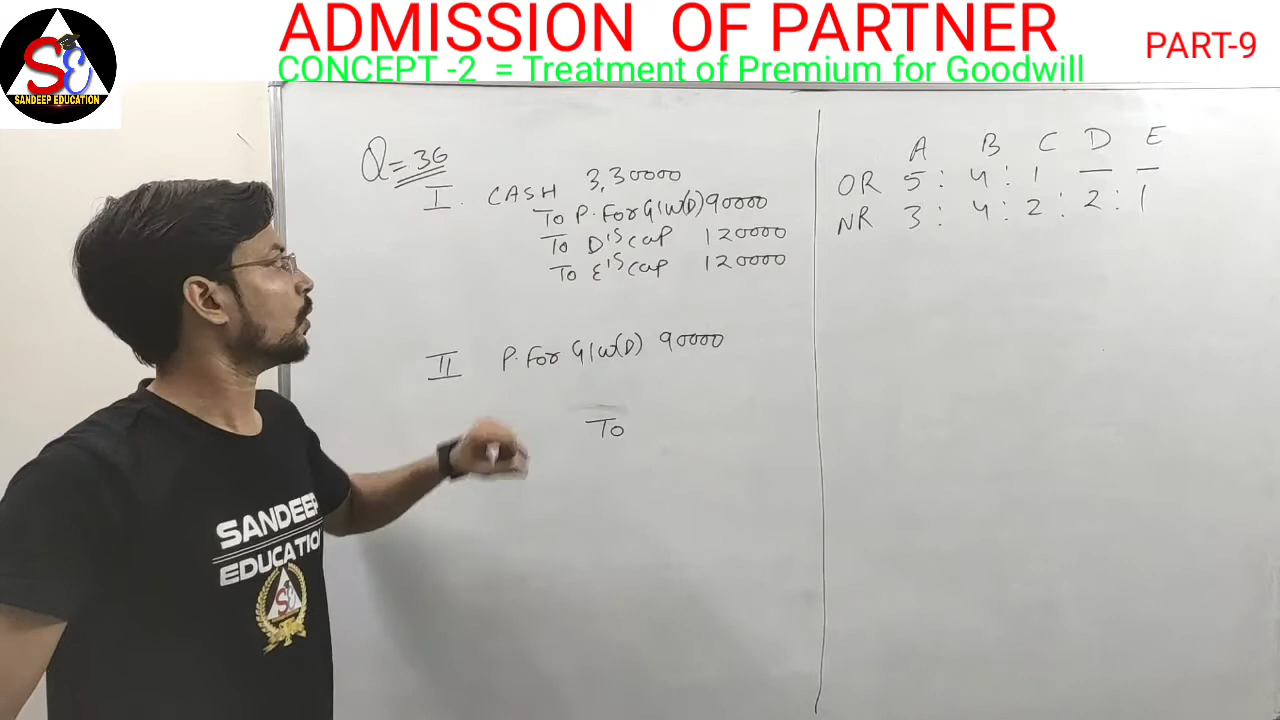 ADMISSION OF PARTNER
PART-9
CONCEPT -2 = Treatment of Premium for Goodwill
SE
SANDEEP EDUCATION
Q=36
I. CASH 3,30000
To P. For G/W(D) 90000
To D's cap 120000
To E's cap 120000
II P. For G/W(D) 90000
To
A B C D E
OR 5 : 4 : 1 — —
NR 3 : 4 : 2 : 2 : 1
SANDEEP
EDUCATION
SE